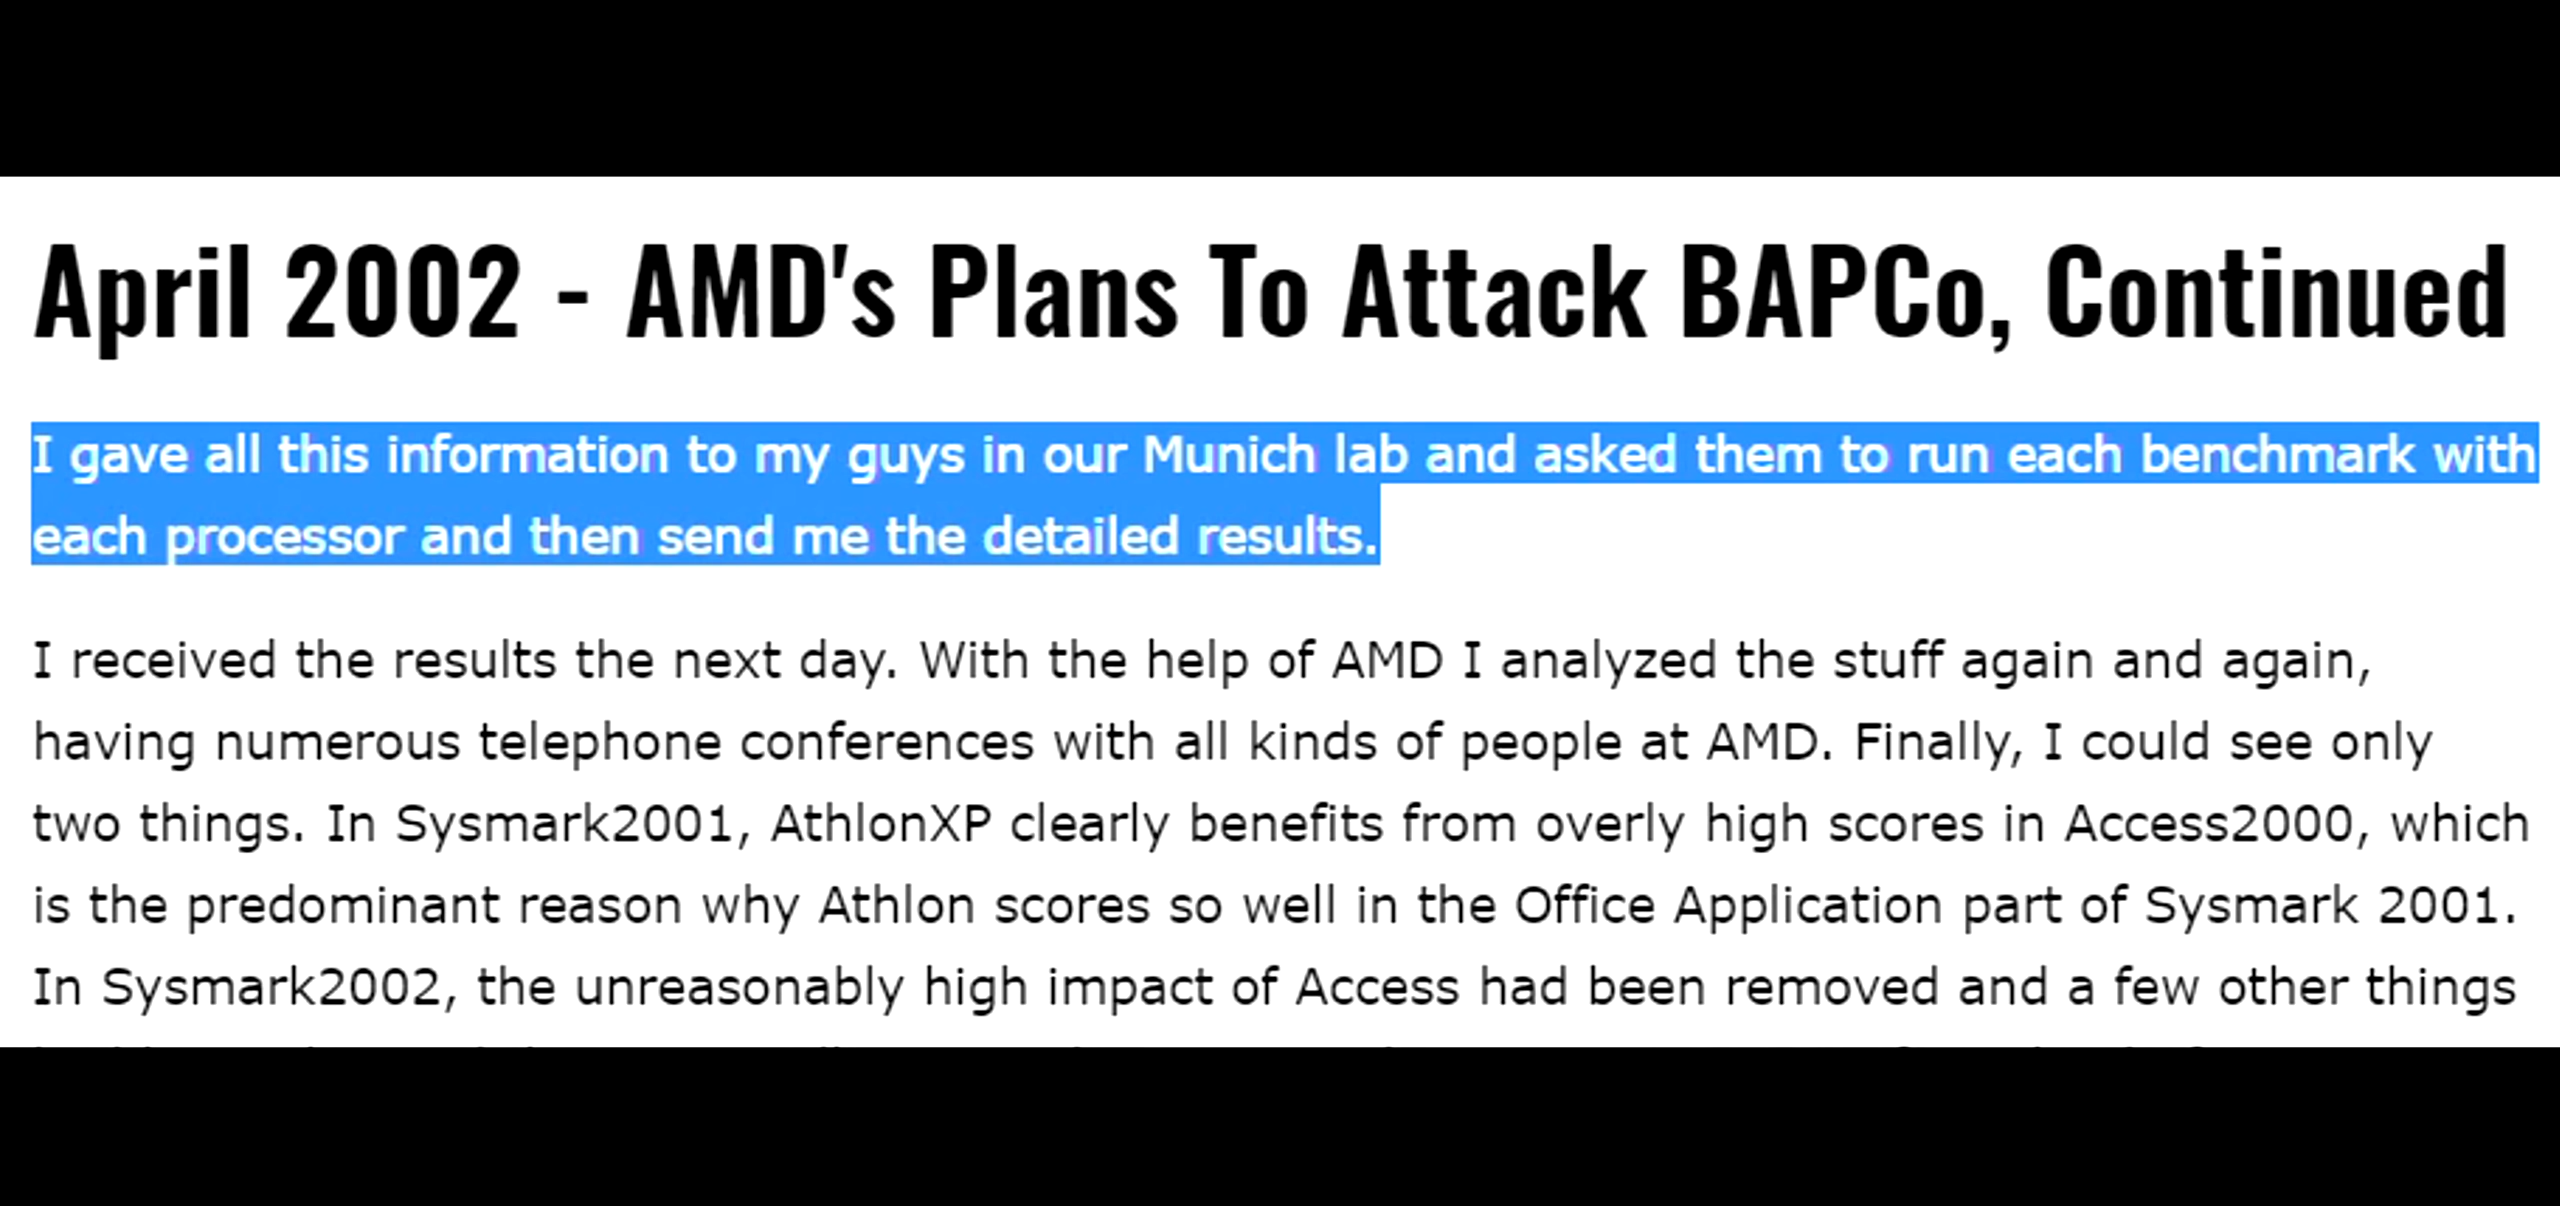 April 2002 - AMD's Plans To Attack BAPCo, Continued
I gave all this information to my guys in our Munich lab and asked them to run each benchmark with
each processor and then send me the detailed results.
I received the results the next day. With the help of AMD I analyzed the stuff again and again,
having numerous telephone conferences with all kinds of people at AMD. Finally, I could see only
two things. In Sysmark2001, AthlonXP clearly benefits from overly high scores in Access2000, which
is the predominant reason why Athlon scores so well in the Office Application part of Sysmark 2001.
In Sysmark2002, the unreasonably high impact of Access had been removed and a few other things